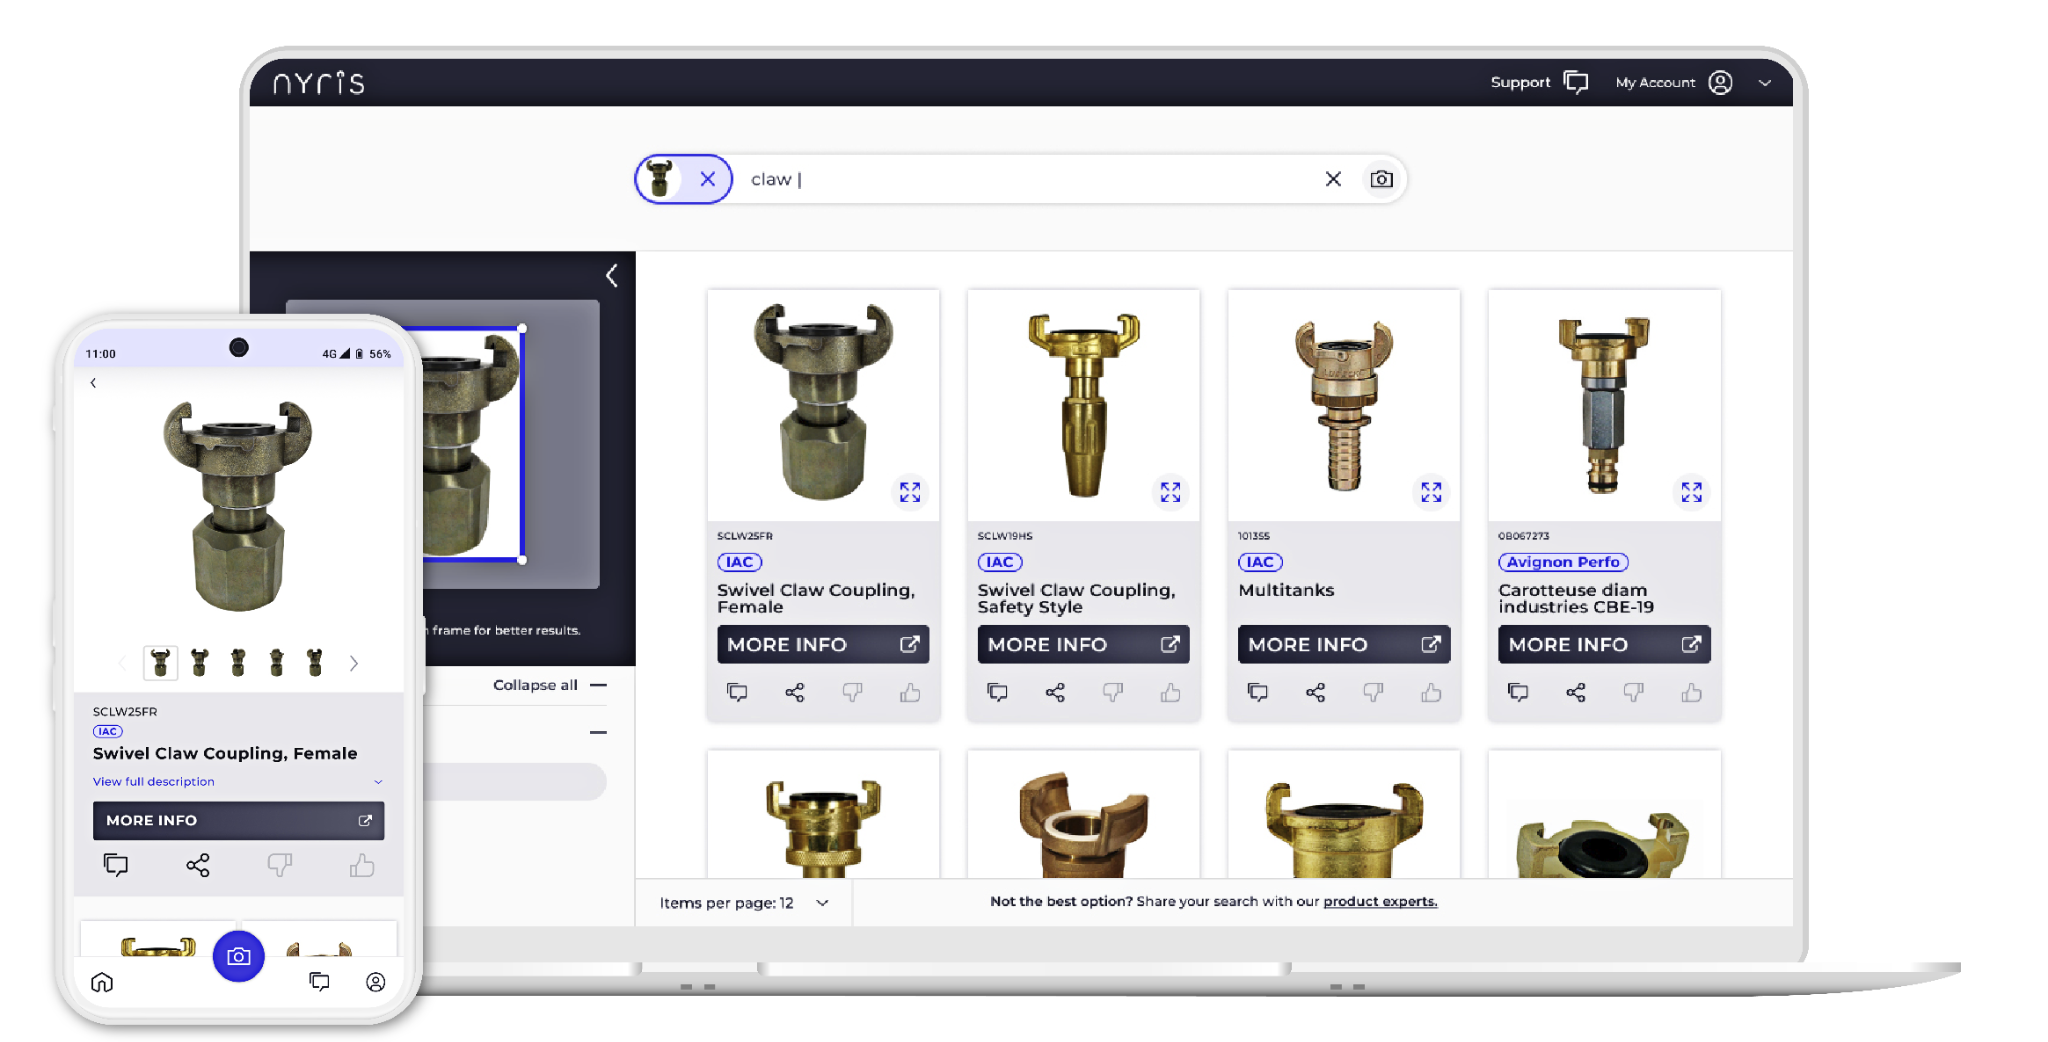 nyris
Support
My Account
claw |
SCLW25FR
IAC
Swivel Claw Coupling,
Female
MORE INFO
SCLW19HS
IAC
Swivel Claw Coupling,
Safety Style
MORE INFO
101355
IAC
Multitanks
MORE INFO
OB067273
Avignon Perfo
Carotteuse diam
industries CBE-19
MORE INFO
frame for better results.
Collapse all
Items per page: 12
Not the best option? Share your search with our product experts.
11:00
4G 56%
SCLW25FR
IAC
Swivel Claw Coupling, Female
View full description
MORE INFO